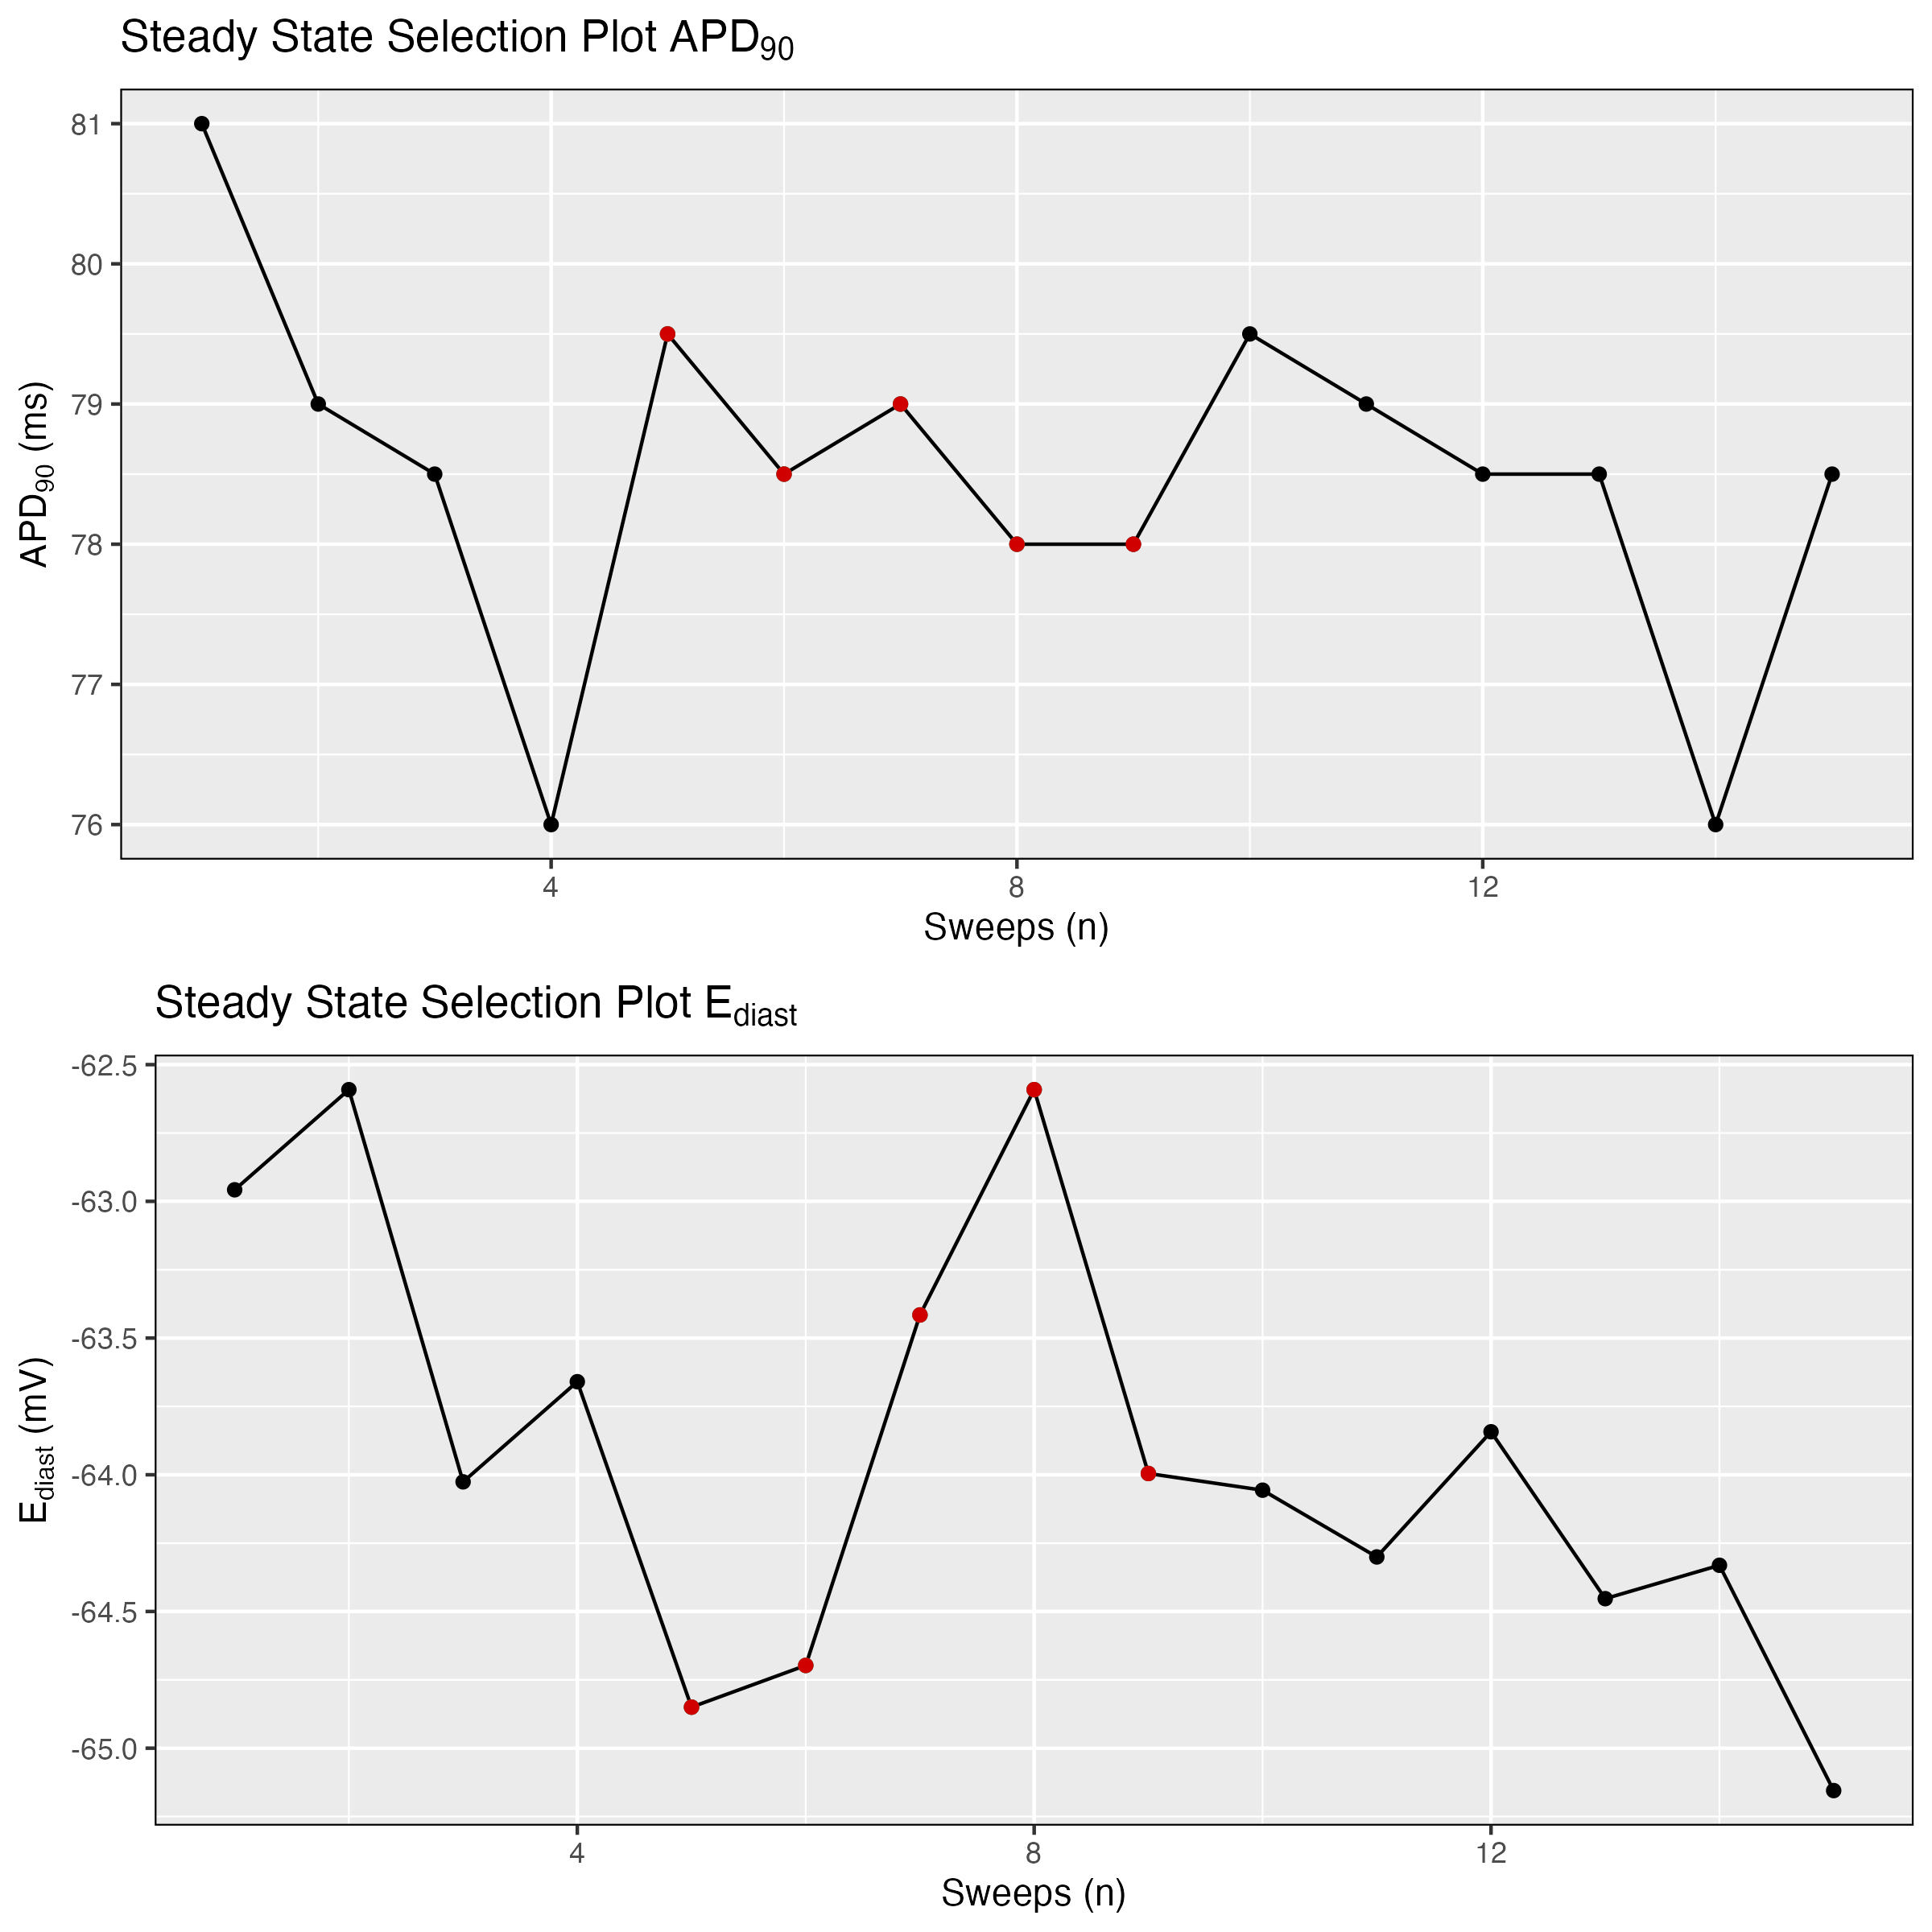 Steady State Selection Plot APD90
81
80
79
78
77
76
APD90 (ms)
4 8 12
Sweeps (n)
Steady State Selection Plot Ediast
-62.5
-63.0
-63.5
-64.0
-64.5
-65.0
Ediast (mV)
4 8 12
Sweeps (n)